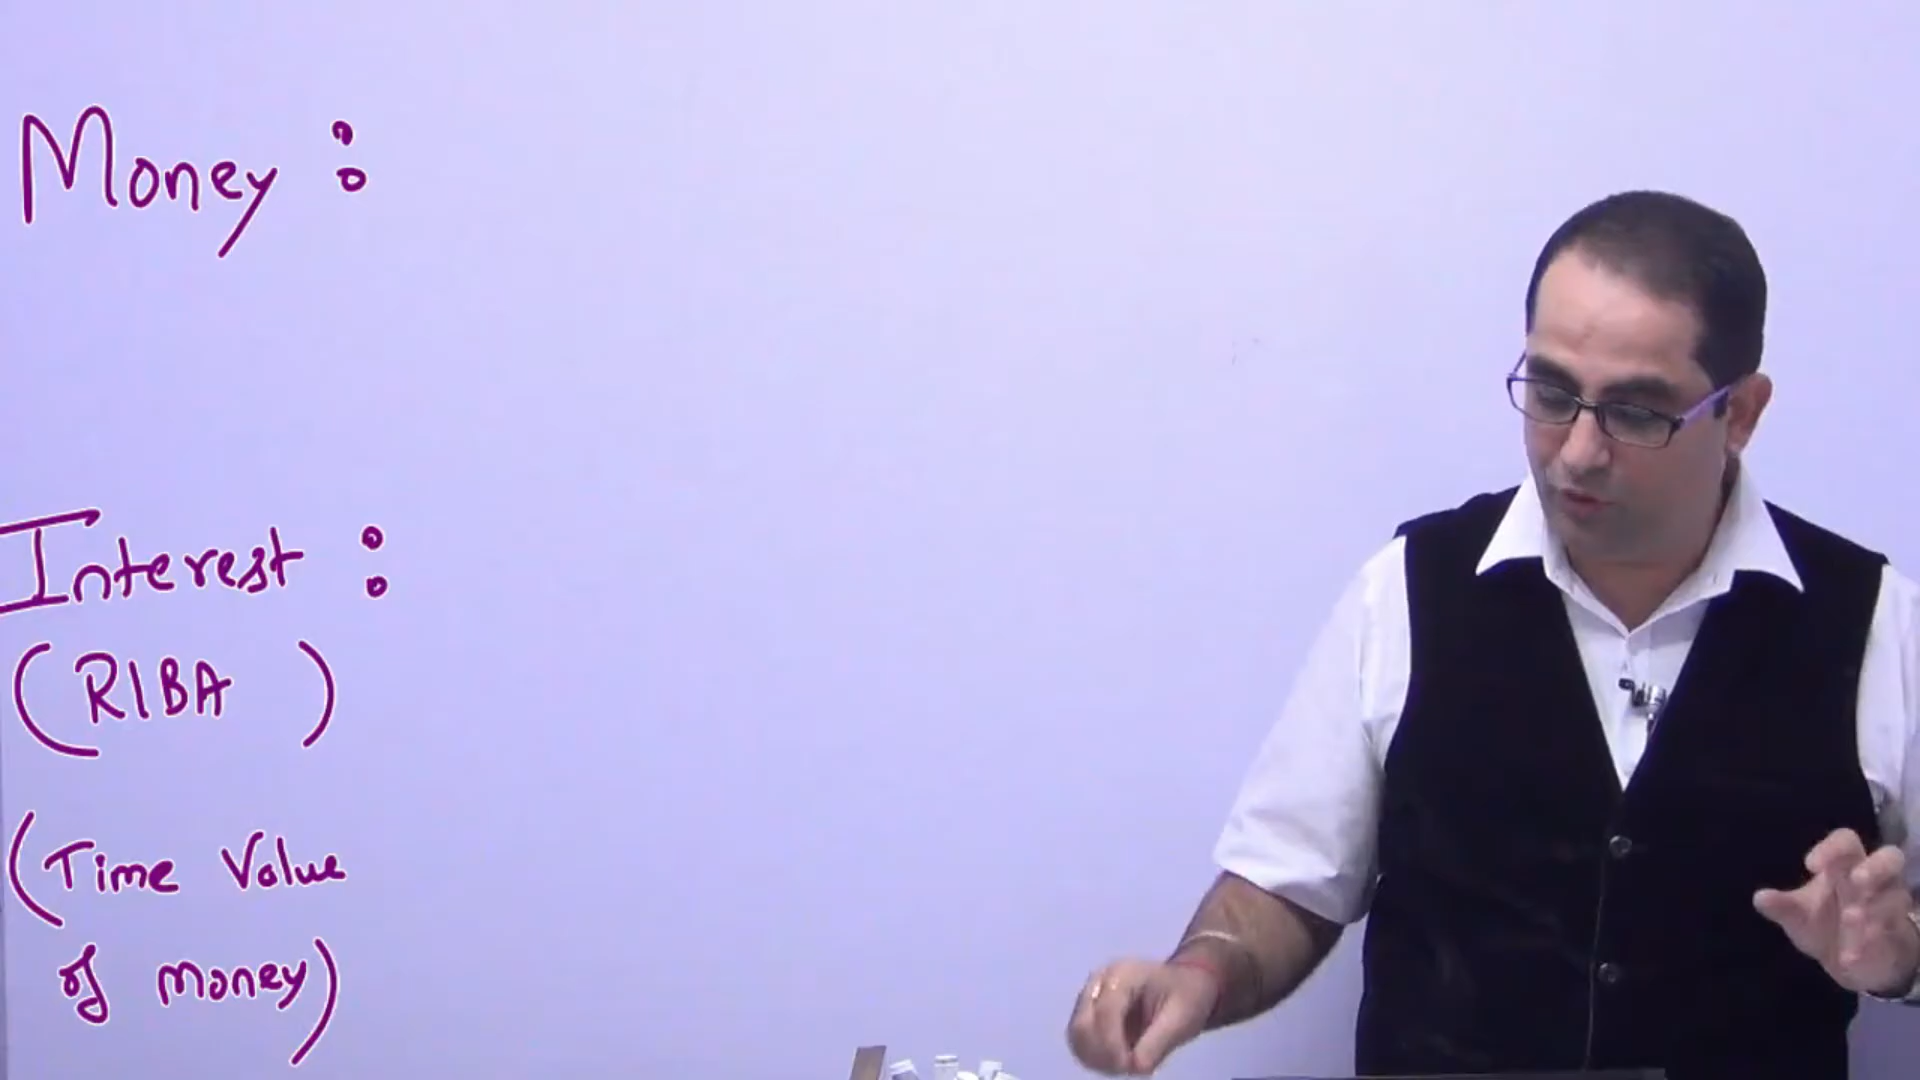 Money :
Interest :
(RIBA )
(Time Value
of money)